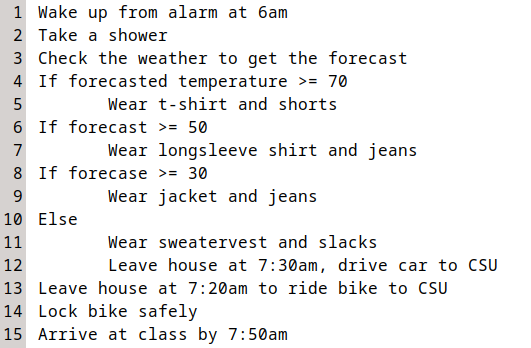 1 Wake up from alarm at 6am
2 Take a shower
3 Check the weather to get the forecast
4 If forecasted temperature >= 70
5 Wear t-shirt and shorts
6 If forecast >= 50
7 Wear longsleeve shirt and jeans
8 If forecase >= 30
9 Wear jacket and jeans
10 Else
11 Wear sweatervest and slacks
12 Leave house at 7:30am, drive car to CSU
13 Leave house at 7:20am to ride bike to CSU
14 Lock bike safely
15 Arrive at class by 7:50am